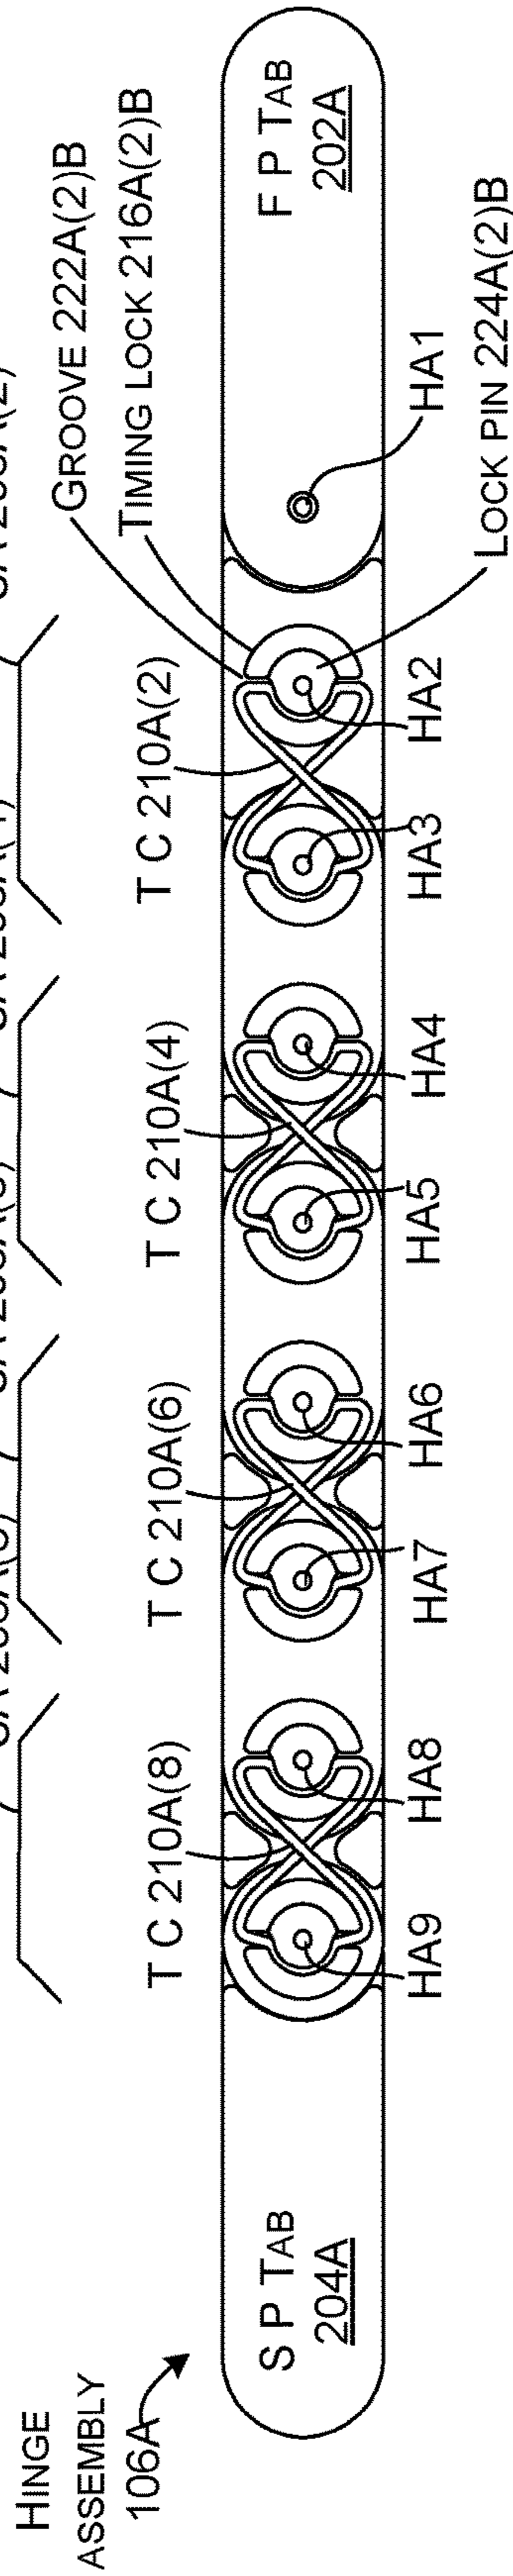 GROOVE 222A(2)B
TIMING LOCK 216A(2)B
T C 210A(8)
T C 210A(6)
T C 210A(4)
T C 210A(2)
HINGE
ASSEMBLY
106A
S P TAB
204A
F P TAB
202A
HA9
HA8
HA7
HA6
HA5
HA4
HA3
HA2
HA1
LOCK PIN 224A(2)B